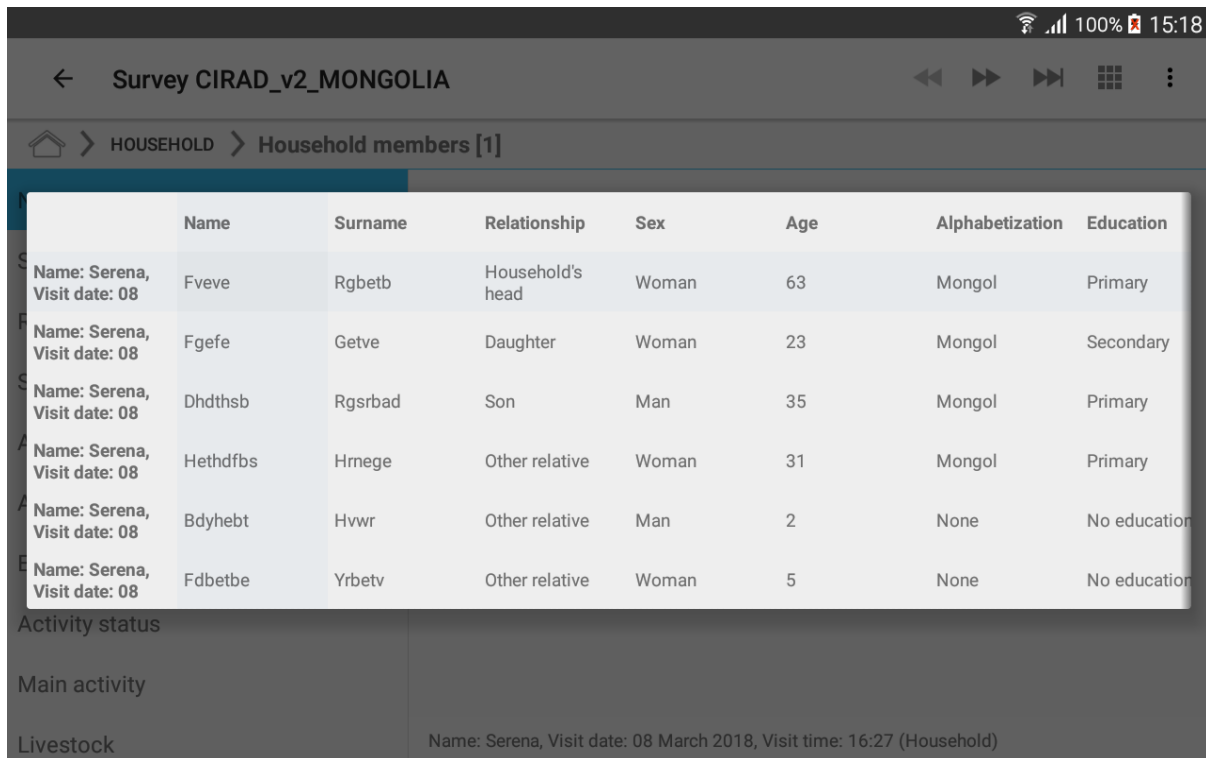 100% 15:18
Survey CIRAD_v2_MONGOLIA
HOUSEHOLD Household members [1]
Name Surname Relationship Sex Age Alphabetization Education
Name: Serena,
Visit date: 08
Fveve Rgbetb Household's
head
Woman 63 Mongol Primary
Name: Serena,
Visit date: 08
Fgefe Getve Daughter Woman 23 Mongol Secondary
Name: Serena,
Visit date: 08
Dhdthsb Rgsrbad Son Man 35 Mongol Primary
Name: Serena,
Visit date: 08
Hethdfbs Hrnege Other relative Woman 31 Mongol Primary
Name: Serena,
Visit date: 08
Bdyhebt Hvwr Other relative Man 2 None No education
Name: Serena,
Visit date: 08
Fdbetbe Yrbetv Other relative Woman 5 None No education
Activity status
Main activity
Livestock
Name: Serena, Visit date: 08 March 2018, Visit time: 16:27 (Household)